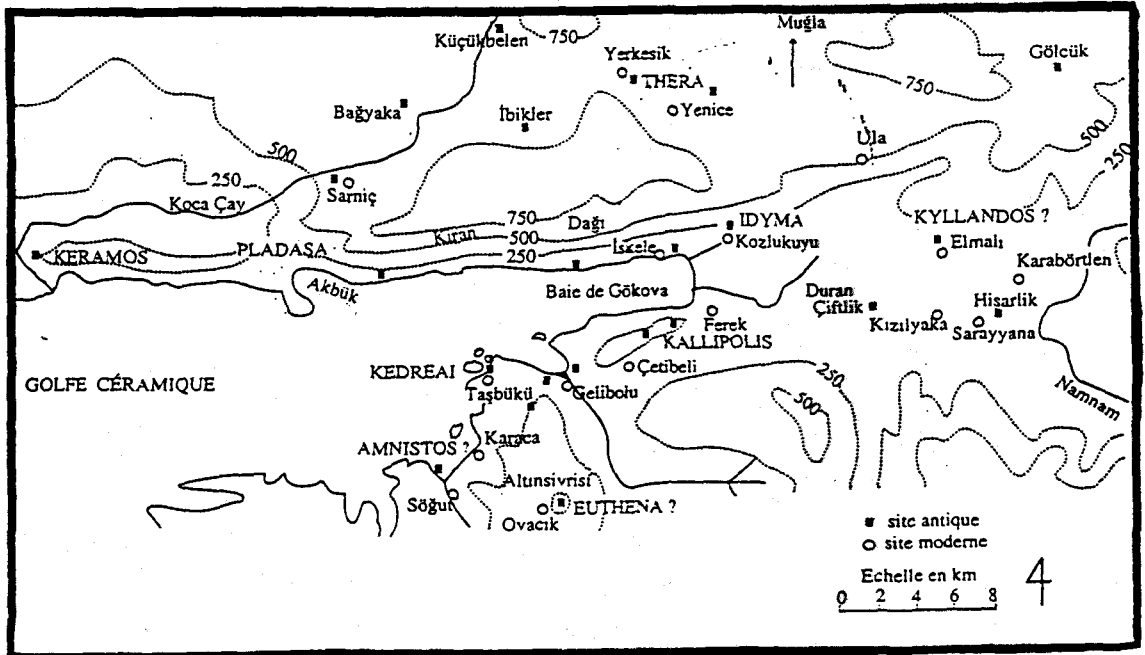 Muğla
Küçükbelen
750
Gölcük
Yerkesik
THERA
Yenice
750
Bağyaka
İbikler
500
Ula
500
250
250
Sarniç
Koca Çay
750
Dağı
Kıran
500
250
IDYMA
Kozlukuyu
İskele
KYLLANDOS ?
Elmalı
KERAMOS
PLADASA
Akbük
Karabörtlen
Baie de Gökova
Duran
Çiftlik
Hisarlik
Kızılyaka
Sarayyana
Ferek
KALLIPOLIS
GOLFE CÉRAMIQUE
KEDREAI
Çetibeli
Taşbükü
Gelibolu
250
500
Namnam
Karaca
AMNISTOS ?
Altınsivrisi
Söğut
EUTHENA ?
Ovacık
site antique
site moderne
Echelle en km
0 2 4 6 8
4